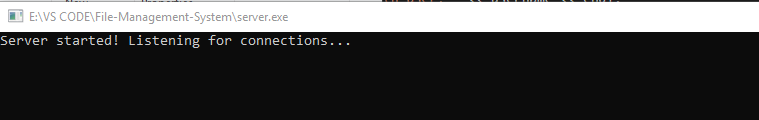 E:\VS CODE\File-Management-System\server.exe
Server started! Listening for connections...